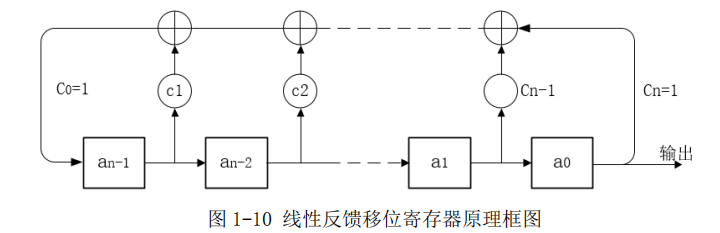 C0=1
c1
c2
Cn-1
Cn=1
an-1
an-2
a1
a0
输出
图 1-10 线性反馈移位寄存器原理框图